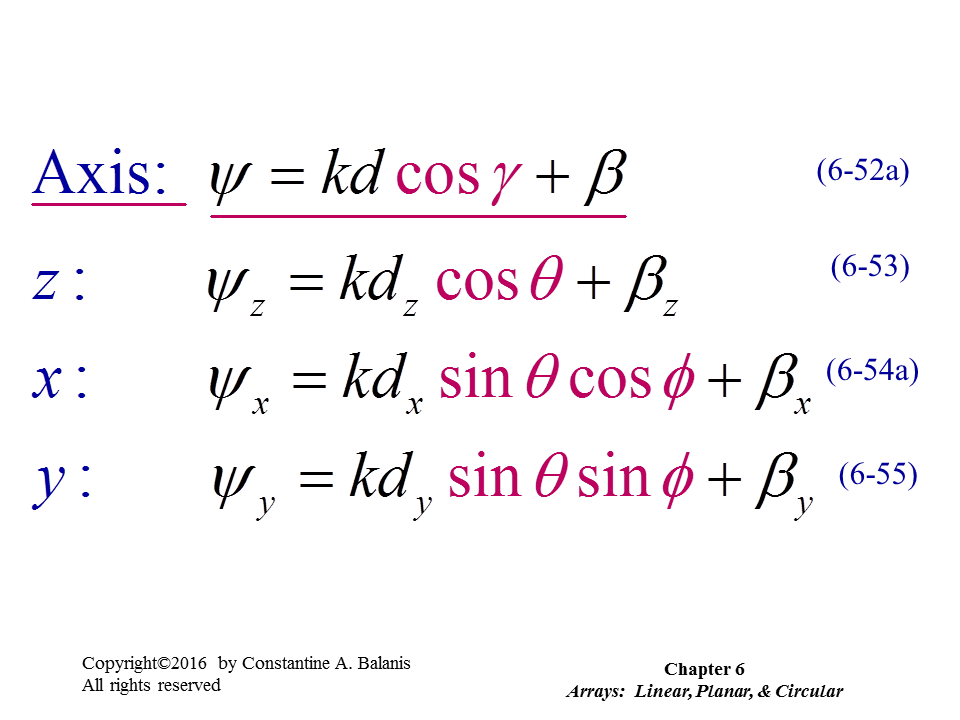 Axis: ψ = kd cos γ + β (6-52a)
z : ψ_z = kd_z cos θ + β_z (6-53)
x : ψ_x = kd_x sin θ cos ϕ + β_x (6-54a)
y : ψ_y = kd_y sin θ sin ϕ + β_y (6-55)
Copyright©2016 by Constantine A. Balanis
All rights reserved
Chapter 6
Arrays: Linear, Planar, & Circular